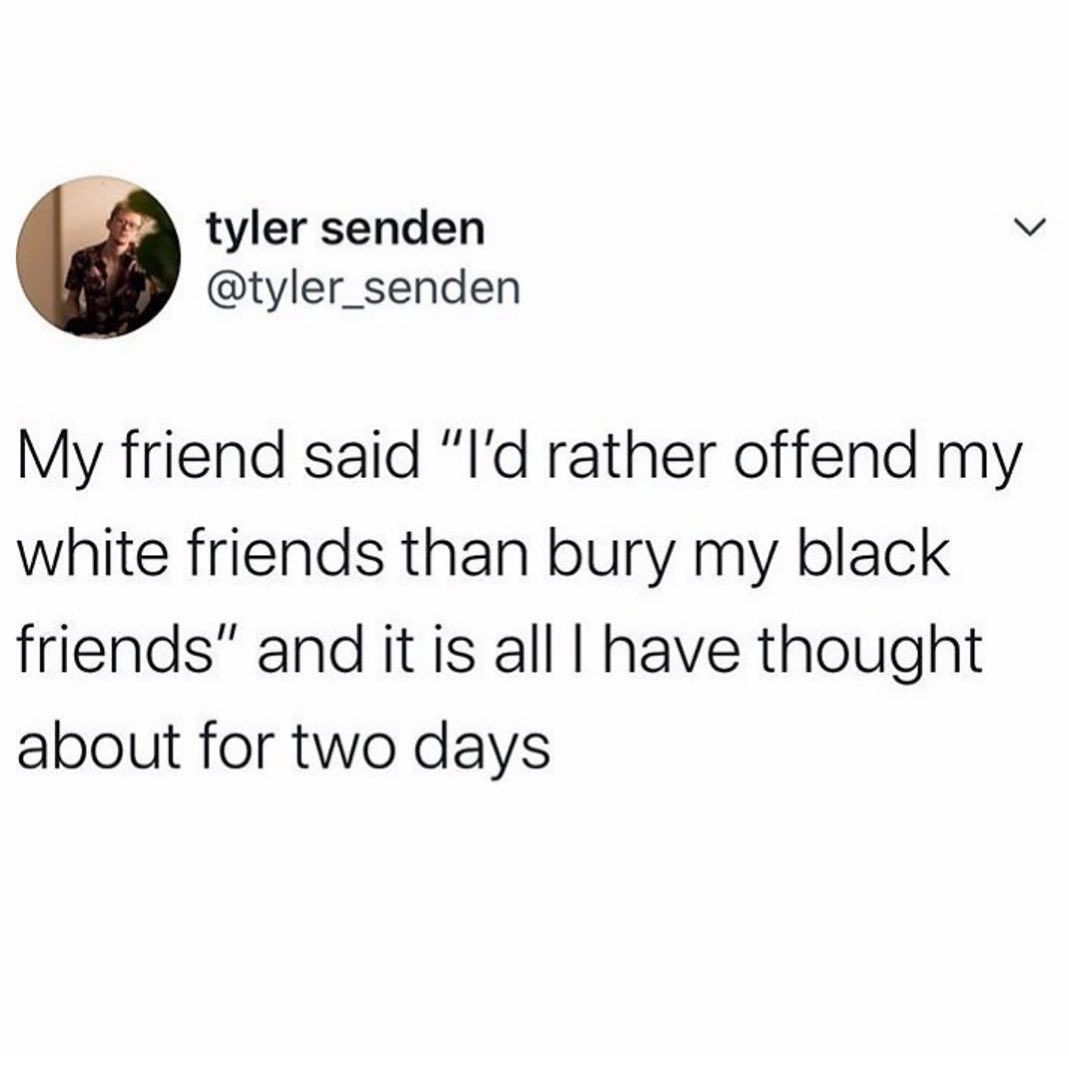 tyler senden
@tyler_senden
My friend said "I'd rather offend my
white friends than bury my black
friends" and it is all I have thought
about for two days